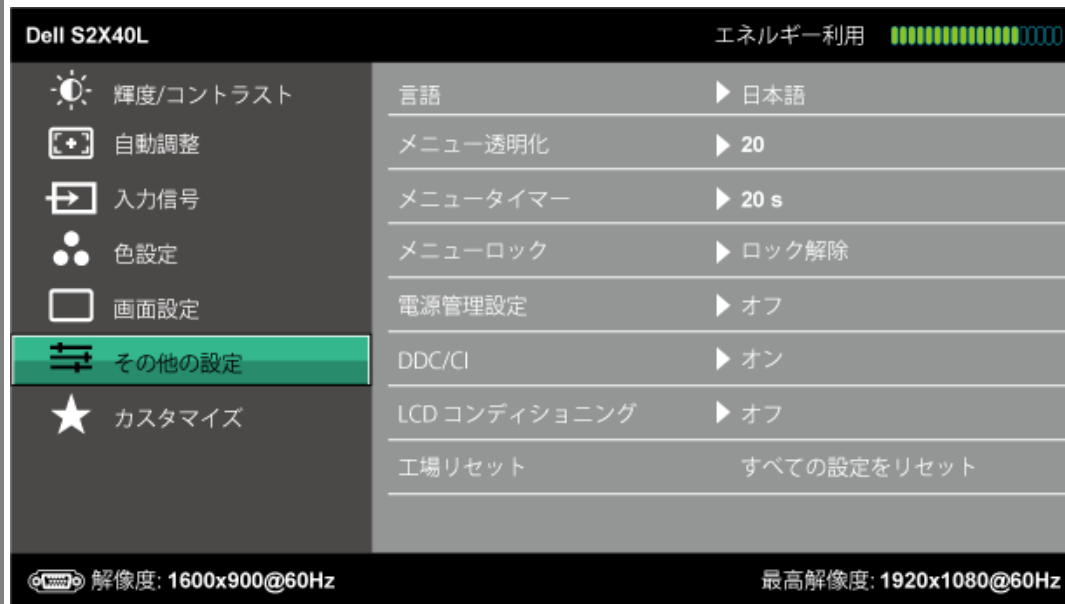 Dell S2X40L
エネルギー利用
輝度/コントラスト
自動調整
入力信号
色設定
画面設定
その他の設定
カスタマイズ
言語 日本語
メニュー透明化 20
メニュータイマー 20 s
メニューロック ロック解除
電源管理設定 オフ
DDC/CI オン
LCD コンディショニング オフ
工場リセット すべての設定をリセット
解像度: 1600x900@60Hz
最高解像度: 1920x1080@60Hz